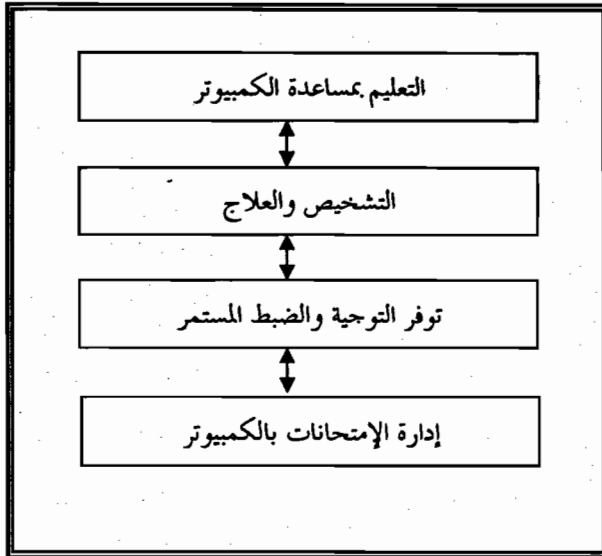 التعليم بمساعدة الكمبيوتر
التشخيص والعلاج
توفر التوجية والضبط المستمر
إدارة الإمتحانات بالكمبيوتر